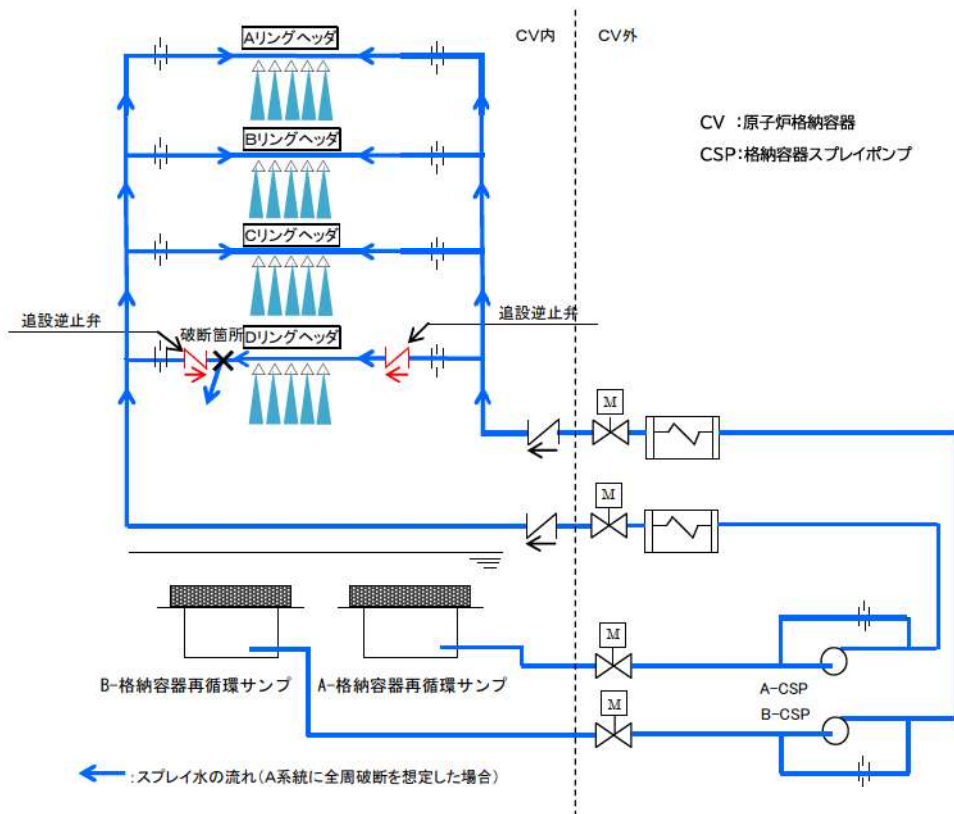 Aリングヘッダ
CV内
CV外
CV :原子炉格納容器
CSP:格納容器スプレイポンプ
Bリングヘッダ
Cリングヘッダ
追設逆止弁
破断箇所
Dリングヘッダ
追設逆止弁
M
M
M
B-格納容器再循環サンプ
A-格納容器再循環サンプ
A-CSP
B-CSP
M
:スプレイ水の流れ(A系統に全周破断を想定した場合)